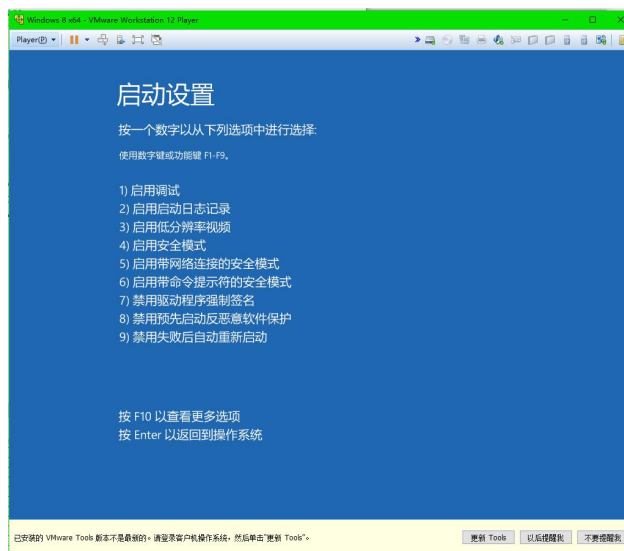 Windows 8 x64 - VMware Workstation 12 Player
Player(P)
启动设置
按一个数字以从下列选项中进行选择:
使用数字键或功能键 F1-F9。
1) 启用调试
2) 启用启动日志记录
3) 启用低分辨率视频
4) 启用安全模式
5) 启用带网络连接的安全模式
6) 启用带命令提示符的安全模式
7) 禁用驱动程序强制签名
8) 禁用预先启动反恶意软件保护
9) 禁用失败后自动重新启动
按 F10 以查看更多选项
按 Enter 以返回到操作系统
已安装的 VMware Tools 版本不是最新的。请登录客户机操作系统，然后单击"更新 Tools"。
更新 Tools
以后提醒我
不要提醒我